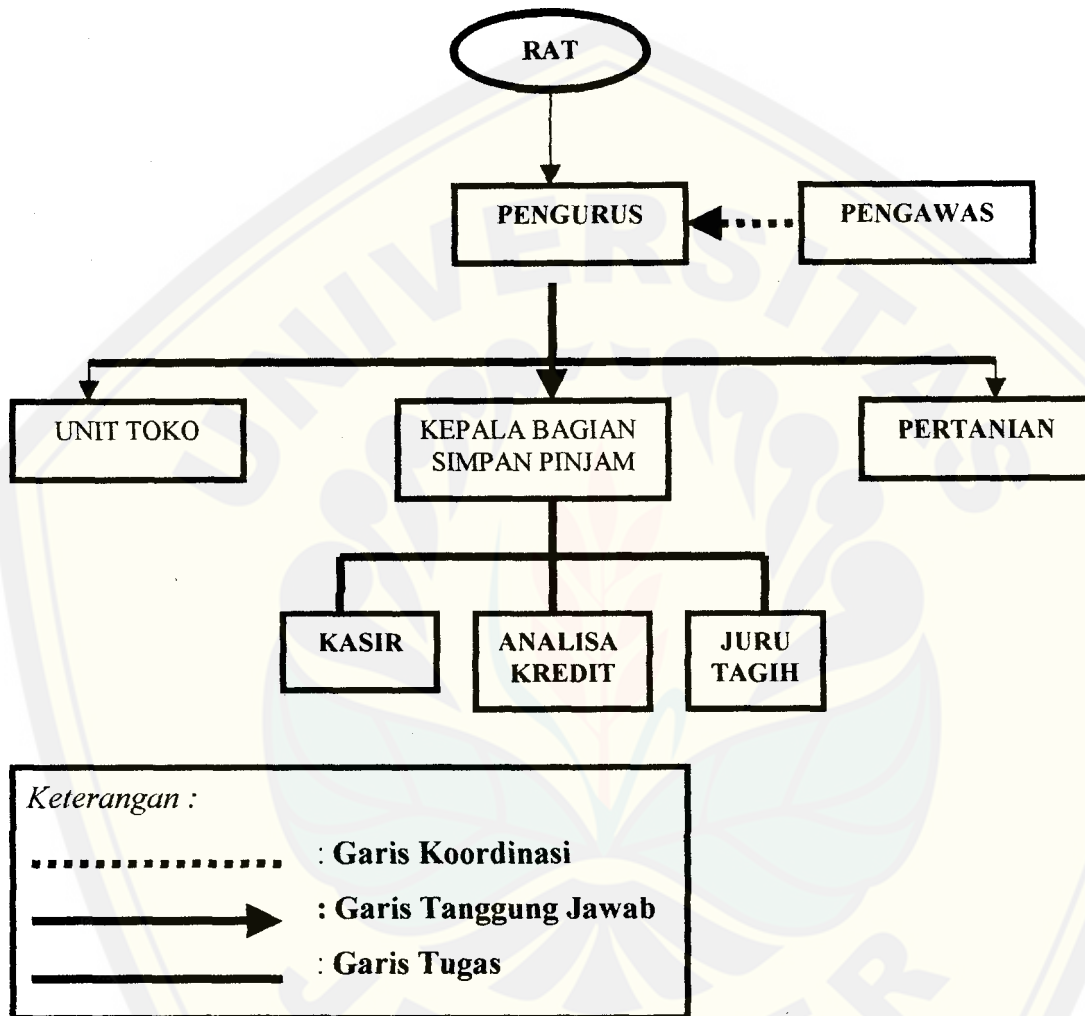 RAT
PENGURUS
PENGAWAS
UNIT TOKO
KEPALA BAGIAN
SIMPAN PINJAM
PERTANIAN
KASIR
ANALISA
KREDIT
JURU
TAGIH
Keterangan :
: Garis Koordinasi
: Garis Tanggung Jawab
: Garis Tugas
UNIVERSITAS